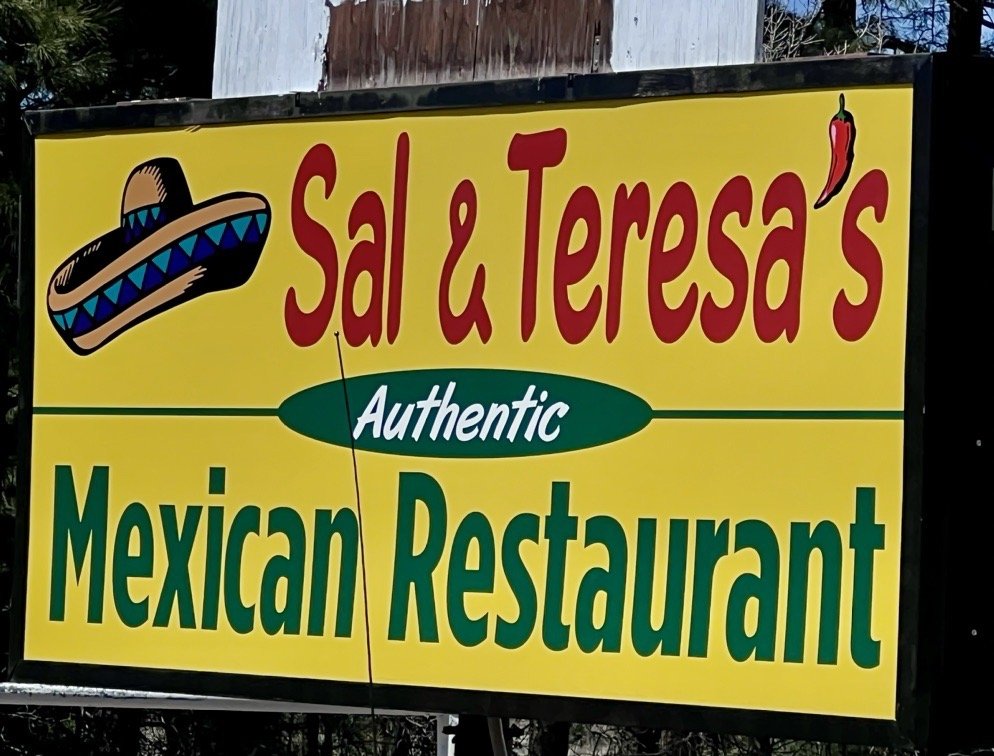 Sal & Teresa's
Authentic
Mexican Restaurant